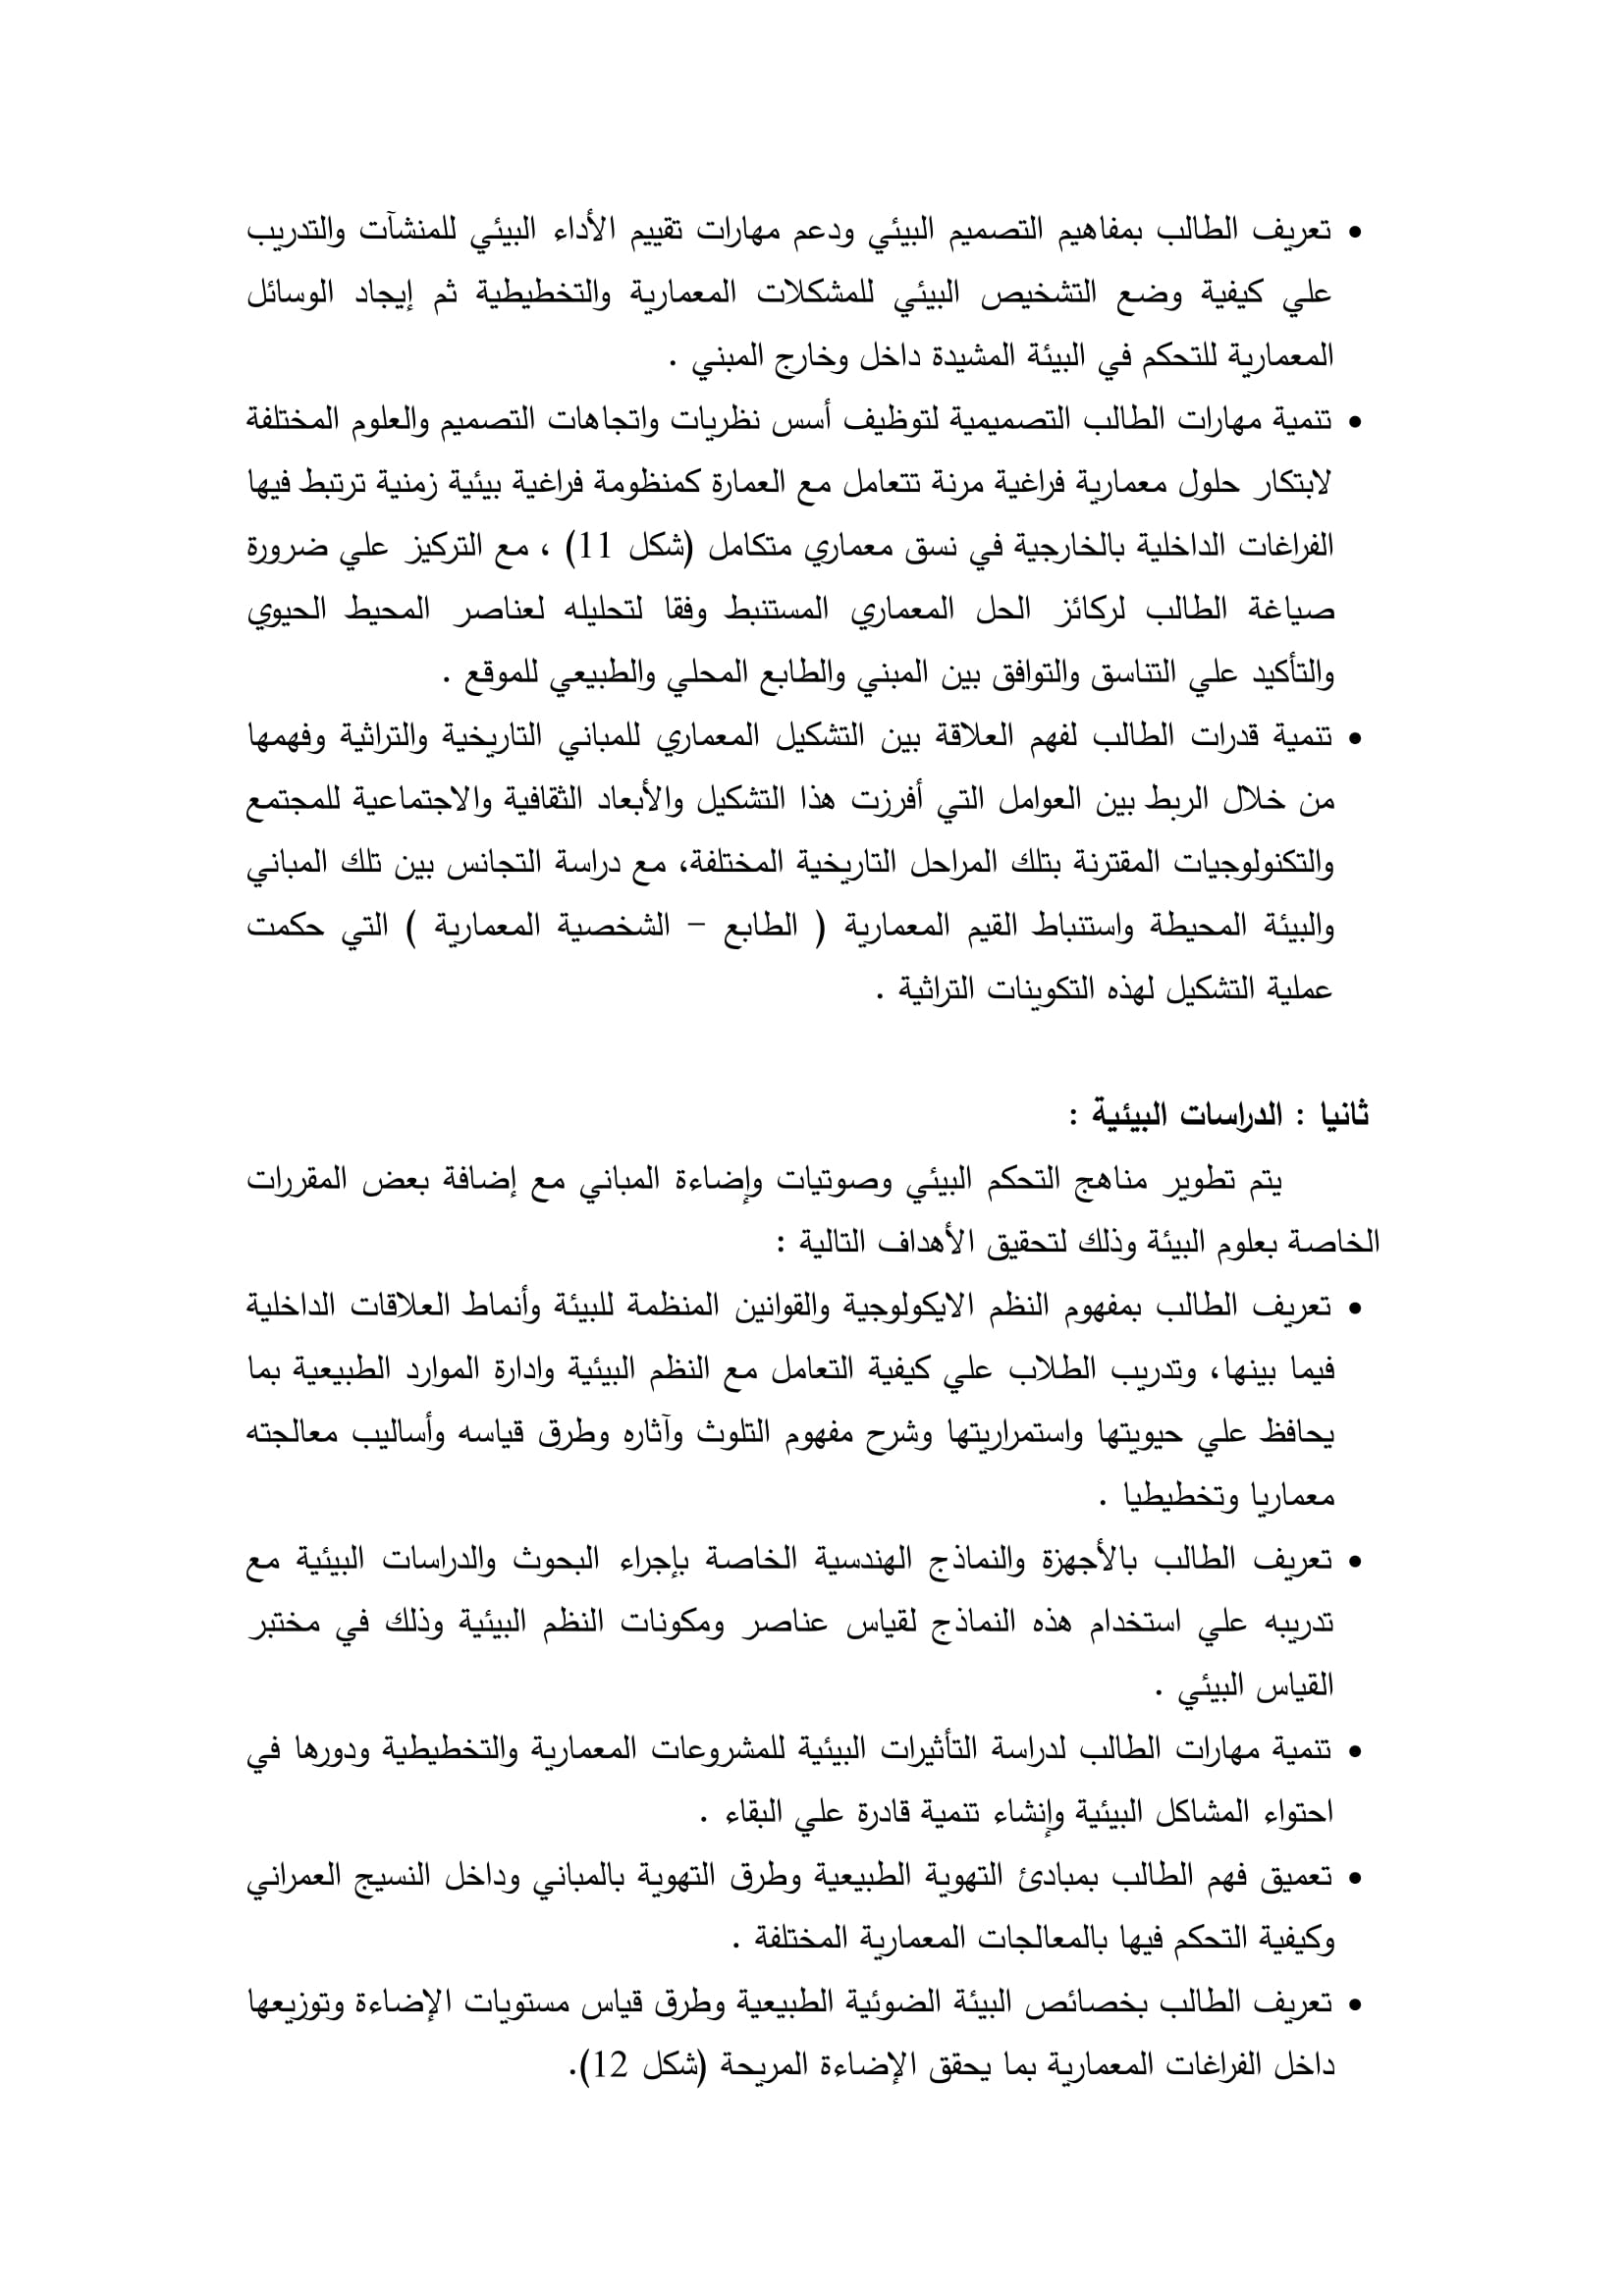 • تعريف الطالب بمفاهيم التصميم البيئي ودعم مهارات تقييم الأداء البيئي للمنشآت والتدريب
علي كيفية وضع التشخيص البيئي للمشكلات المعمارية والتخطيطية ثم إيجاد الوسائل
المعمارية للتحكم في البيئة المشيدة داخل وخارج المبني .
• تنمية مهارات الطالب التصميمية لتوظيف أسس نظريات واتجاهات التصميم والعلوم المختلفة
لابتكار حلول معمارية فراغية مرنة تتعامل مع العمارة كمنظومة فراغية بيئية زمنية ترتبط فيها
الفراغات الداخلية بالخارجية في نسق معماري متكامل (شكل 11) ، مع التركيز علي ضرورة
صياغة الطالب لركائز الحل المعماري المستنبط وفقا لتحليله لعناصر المحيط الحيوي
والتأكيد علي التناسق والتوافق بين المبني والطابع المحلي والطبيعي للموقع .
• تنمية قدرات الطالب لفهم العلاقة بين التشكيل المعماري للمباني التاريخية والتراثية وفهمها
من خلال الربط بين العوامل التي أفرزت هذا التشكيل والأبعاد الثقافية والاجتماعية للمجتمع
والتكنولوجيات المقترنة بتلك المراحل التاريخية المختلفة، مع دراسة التجانس بين تلك المباني
والبيئة المحيطة واستنباط القيم المعمارية ( الطابع – الشخصية المعمارية ) التي حكمت
عملية التشكيل لهذه التكوينات التراثية .
ثانيا : الدراسات البيئية :
يتم تطوير مناهج التحكم البيئي وصوتيات وإضاءة المباني مع إضافة بعض المقررات
الخاصة بعلوم البيئة وذلك لتحقيق الأهداف التالية :
• تعريف الطالب بمفهوم النظم الايكولوجية والقوانين المنظمة للبيئة وأنماط العلاقات الداخلية
فيما بينها، وتدريب الطلاب علي كيفية التعامل مع النظم البيئية وادارة الموارد الطبيعية بما
يحافظ علي حيويتها واستمراريتها وشرح مفهوم التلوث وآثاره وطرق قياسه وأساليب معالجته
معماريا وتخطيطيا .
• تعريف الطالب بالأجهزة والنماذج الهندسية الخاصة بإجراء البحوث والدراسات البيئية مع
تدريبه علي استخدام هذه النماذج لقياس عناصر ومكونات النظم البيئية وذلك في مختبر
القياس البيئي .
• تنمية مهارات الطالب لدراسة التأثيرات البيئية للمشروعات المعمارية والتخطيطية ودورها في
احتواء المشاكل البيئية وإنشاء تنمية قادرة علي البقاء .
• تعميق فهم الطالب بمبادئ التهوية الطبيعية وطرق التهوية بالمباني وداخل النسيج العمراني
وكيفية التحكم فيها بالمعالجات المعمارية المختلفة .
• تعريف الطالب بخصائص البيئة الضوئية الطبيعية وطرق قياس مستويات الإضاءة وتوزيعها
داخل الفراغات المعمارية بما يحقق الإضاءة المريحة (شكل 12).